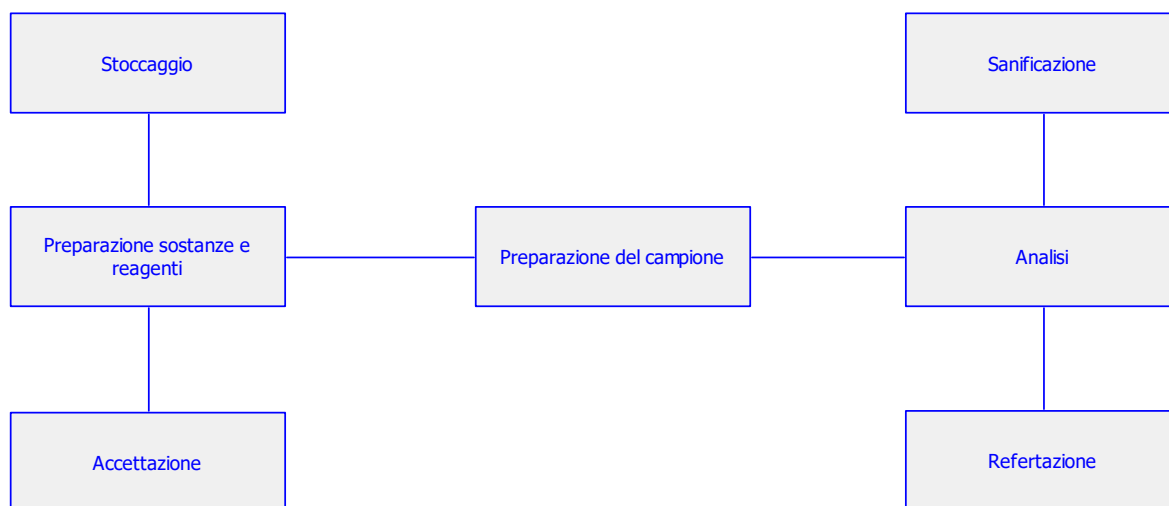 Stoccaggio
Sanificazione
Preparazione sostanze e
reagenti
Preparazione del campione
Analisi
Accettazione
Refertazione